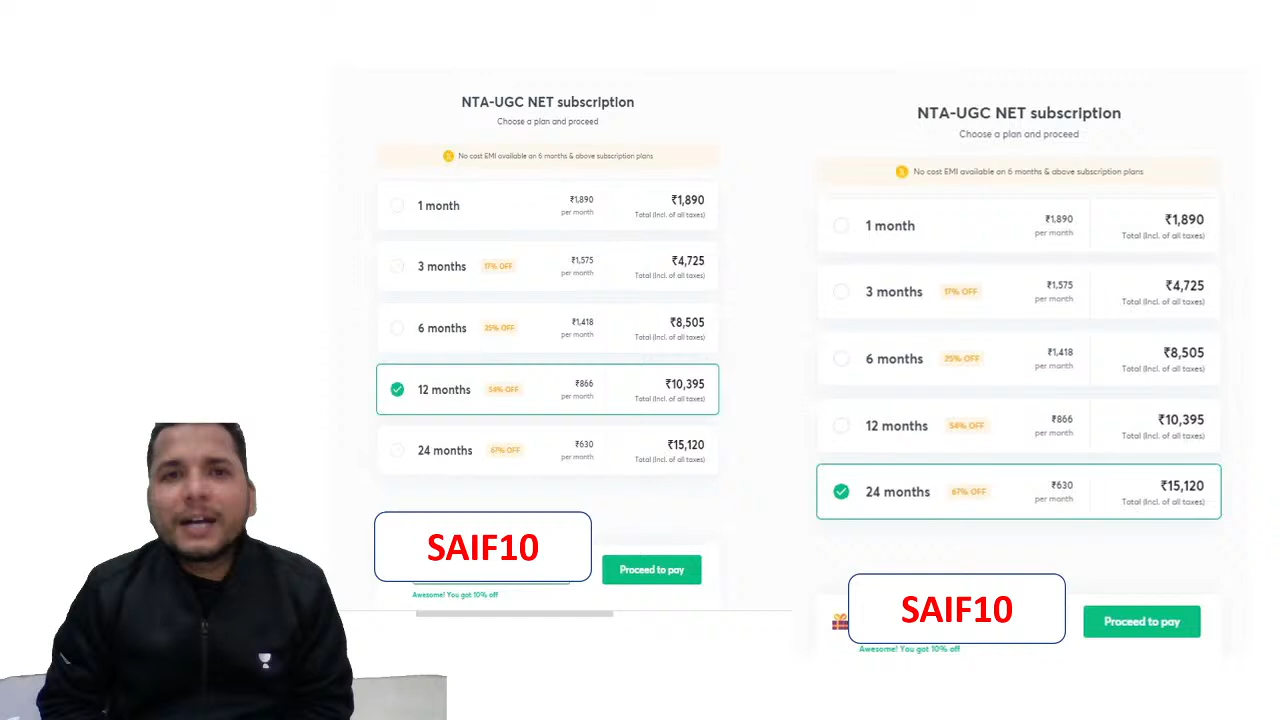 NTA-UGC NET subscription
Choose a plan and proceed
No cost EMI available on 6 months & above subscription plans
1 month ₹1,890 per month ₹1,890 Total (Incl. of all taxes)
3 months 17% OFF ₹1,575 per month ₹4,725 Total (Incl. of all taxes)
6 months 25% OFF ₹1,418 per month ₹8,505 Total (Incl. of all taxes)
12 months 54% OFF ₹866 per month ₹10,395 Total (Incl. of all taxes)
24 months 67% OFF ₹630 per month ₹15,120 Total (Incl. of all taxes)
SAIF10
Proceed to pay
Awesome! You got 10% off
NTA-UGC NET subscription
Choose a plan and proceed
No cost EMI available on 6 months & above subscription plans
1 month ₹1,890 per month ₹1,890 Total (Incl. of all taxes)
3 months 17% OFF ₹1,575 per month ₹4,725 Total (Incl. of all taxes)
6 months 25% OFF ₹1,418 per month ₹8,505 Total (Incl. of all taxes)
12 months 54% OFF ₹866 per month ₹10,395 Total (Incl. of all taxes)
24 months 67% OFF ₹630 per month ₹15,120 Total (Incl. of all taxes)
SAIF10
Proceed to pay
Awesome! You got 10% off